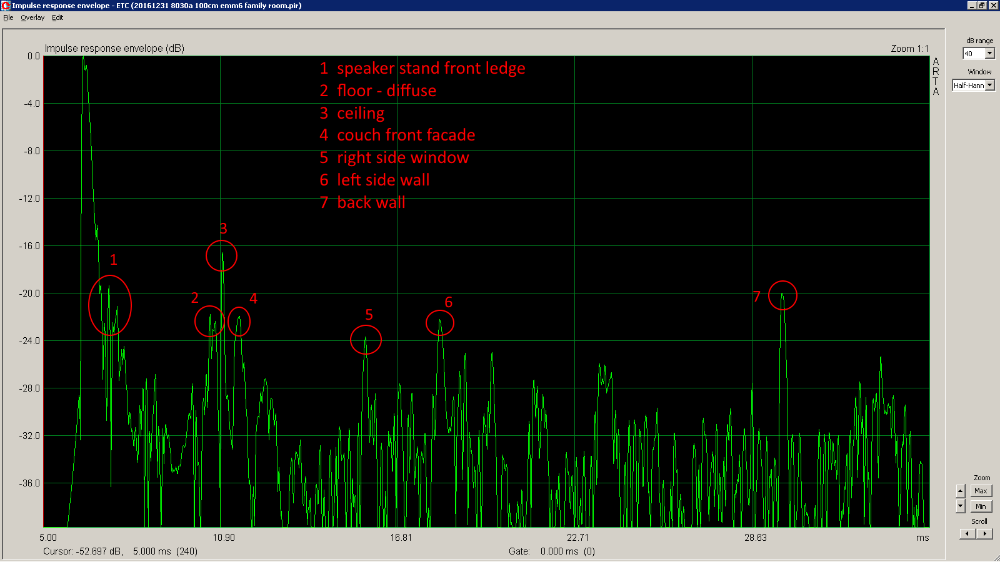 Impulse response envelope - ETC (20161231 8030a 100cm emm6 family room.pir)
File Overlay Edit
Impulse response envelope (dB)
Zoom 1:1
dB range
40
Window
Half-Hann
ARTA
0.0
-4.0
-8.0
-12.0
-16.0
-20.0
-24.0
-28.0
-32.0
-36.0
1 speaker stand front ledge
2 floor - diffuse
3 ceiling
4 couch front facade
5 right side window
6 left side wall
7 back wall
1
2
3
4
5
6
7
5.00 10.90 16.81 22.71 28.63 ms
Cursor: -52.697 dB, 5.000 ms (240)
Gate: 0.000 ms (0)
Zoom
Max
Min
Scroll